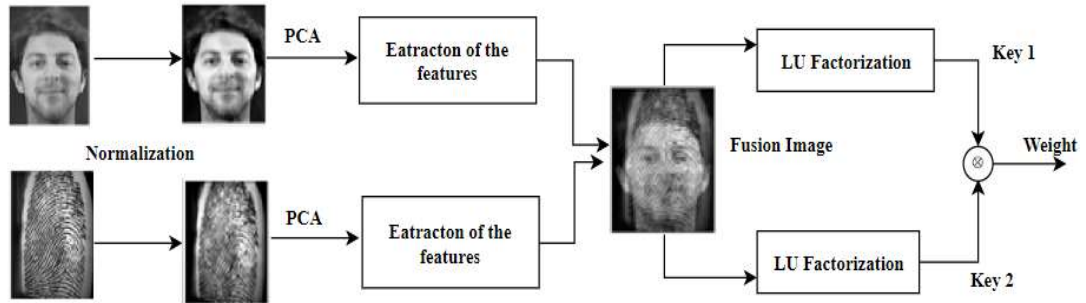 PCA
Eatracton of the
features
LU Factorization
Key 1
Normalization
Fusion Image
⊗
Weight
PCA
Eatracton of the
features
LU Factorization
Key 2